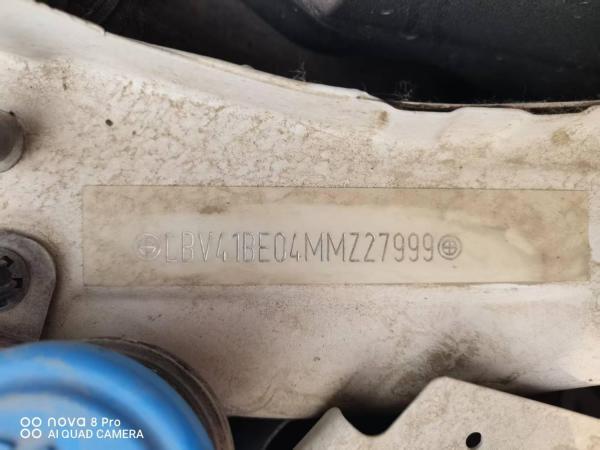 LBV41BE04MMZ27999
nova 8 Pro
AI QUAD CAMERA